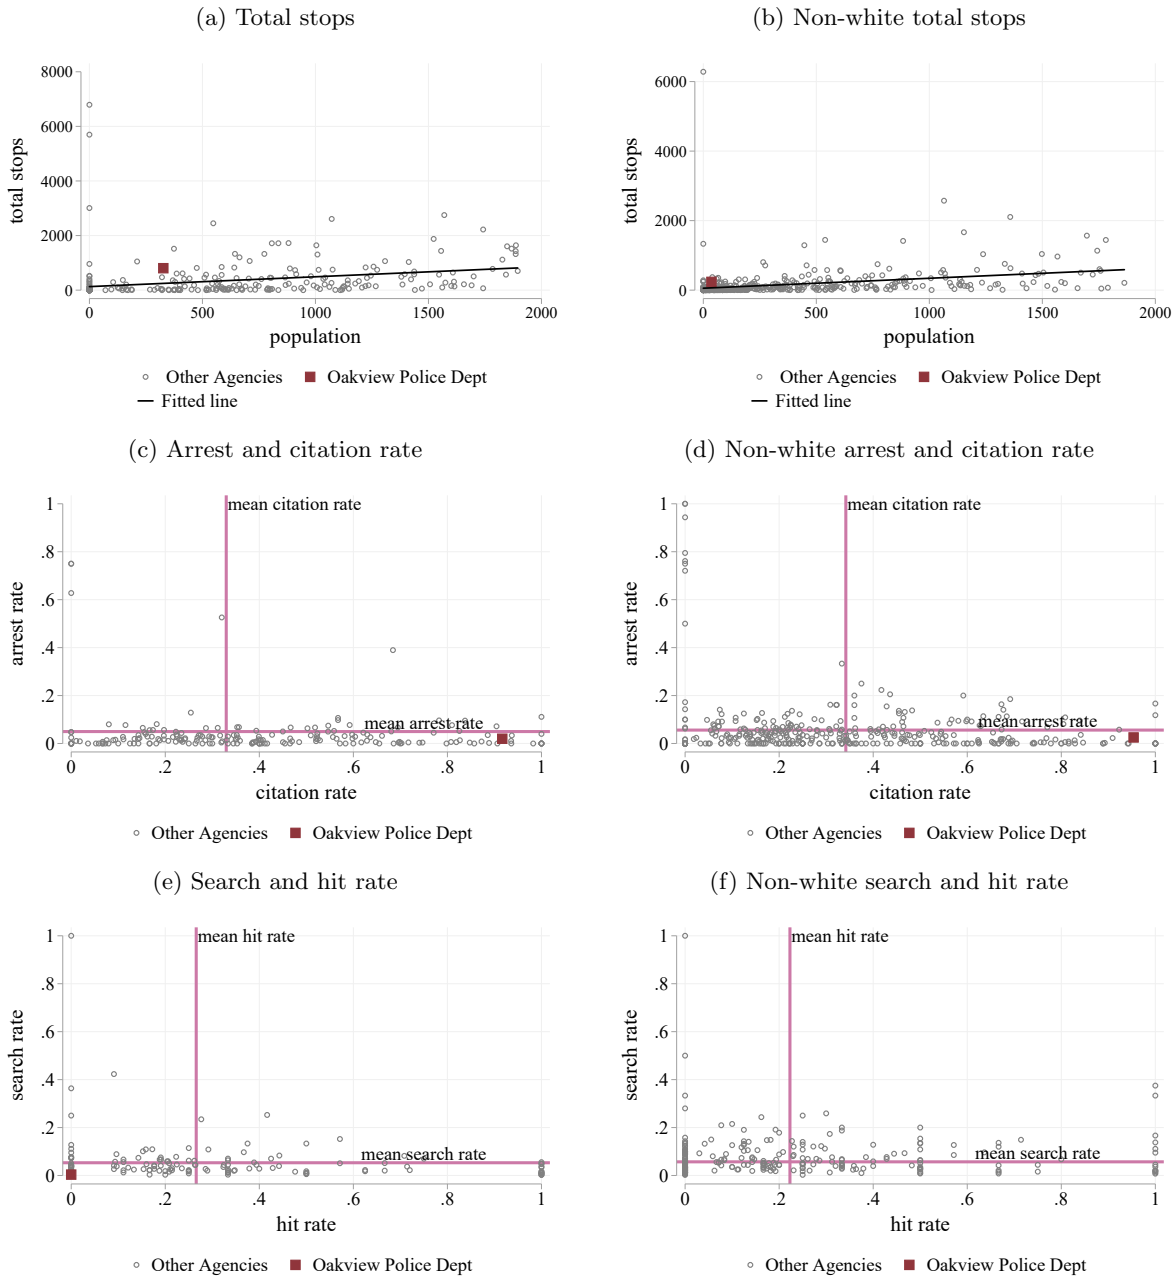 (a) Total stops
8000
6000
4000
2000
0
total stops
0 500 1000 1500 2000
population
Other Agencies Oakview Police Dept
Fitted line
(b) Non-white total stops
6000
4000
2000
0
total stops
0 500 1000 1500 2000
population
Other Agencies Oakview Police Dept
Fitted line
(c) Arrest and citation rate
mean citation rate
mean arrest rate
1
.8
.6
.4
.2
0
arrest rate
0 .2 .4 .6 .8 1
citation rate
Other Agencies Oakview Police Dept
(d) Non-white arrest and citation rate
mean citation rate
mean arrest rate
1
.8
.6
.4
.2
0
arrest rate
0 .2 .4 .6 .8 1
citation rate
Other Agencies Oakview Police Dept
(e) Search and hit rate
mean hit rate
mean search rate
1
.8
.6
.4
.2
0
search rate
0 .2 .4 .6 .8 1
hit rate
Other Agencies Oakview Police Dept
(f) Non-white search and hit rate
mean hit rate
mean search rate
1
.8
.6
.4
.2
0
search rate
0 .2 .4 .6 .8 1
hit rate
Other Agencies Oakview Police Dept